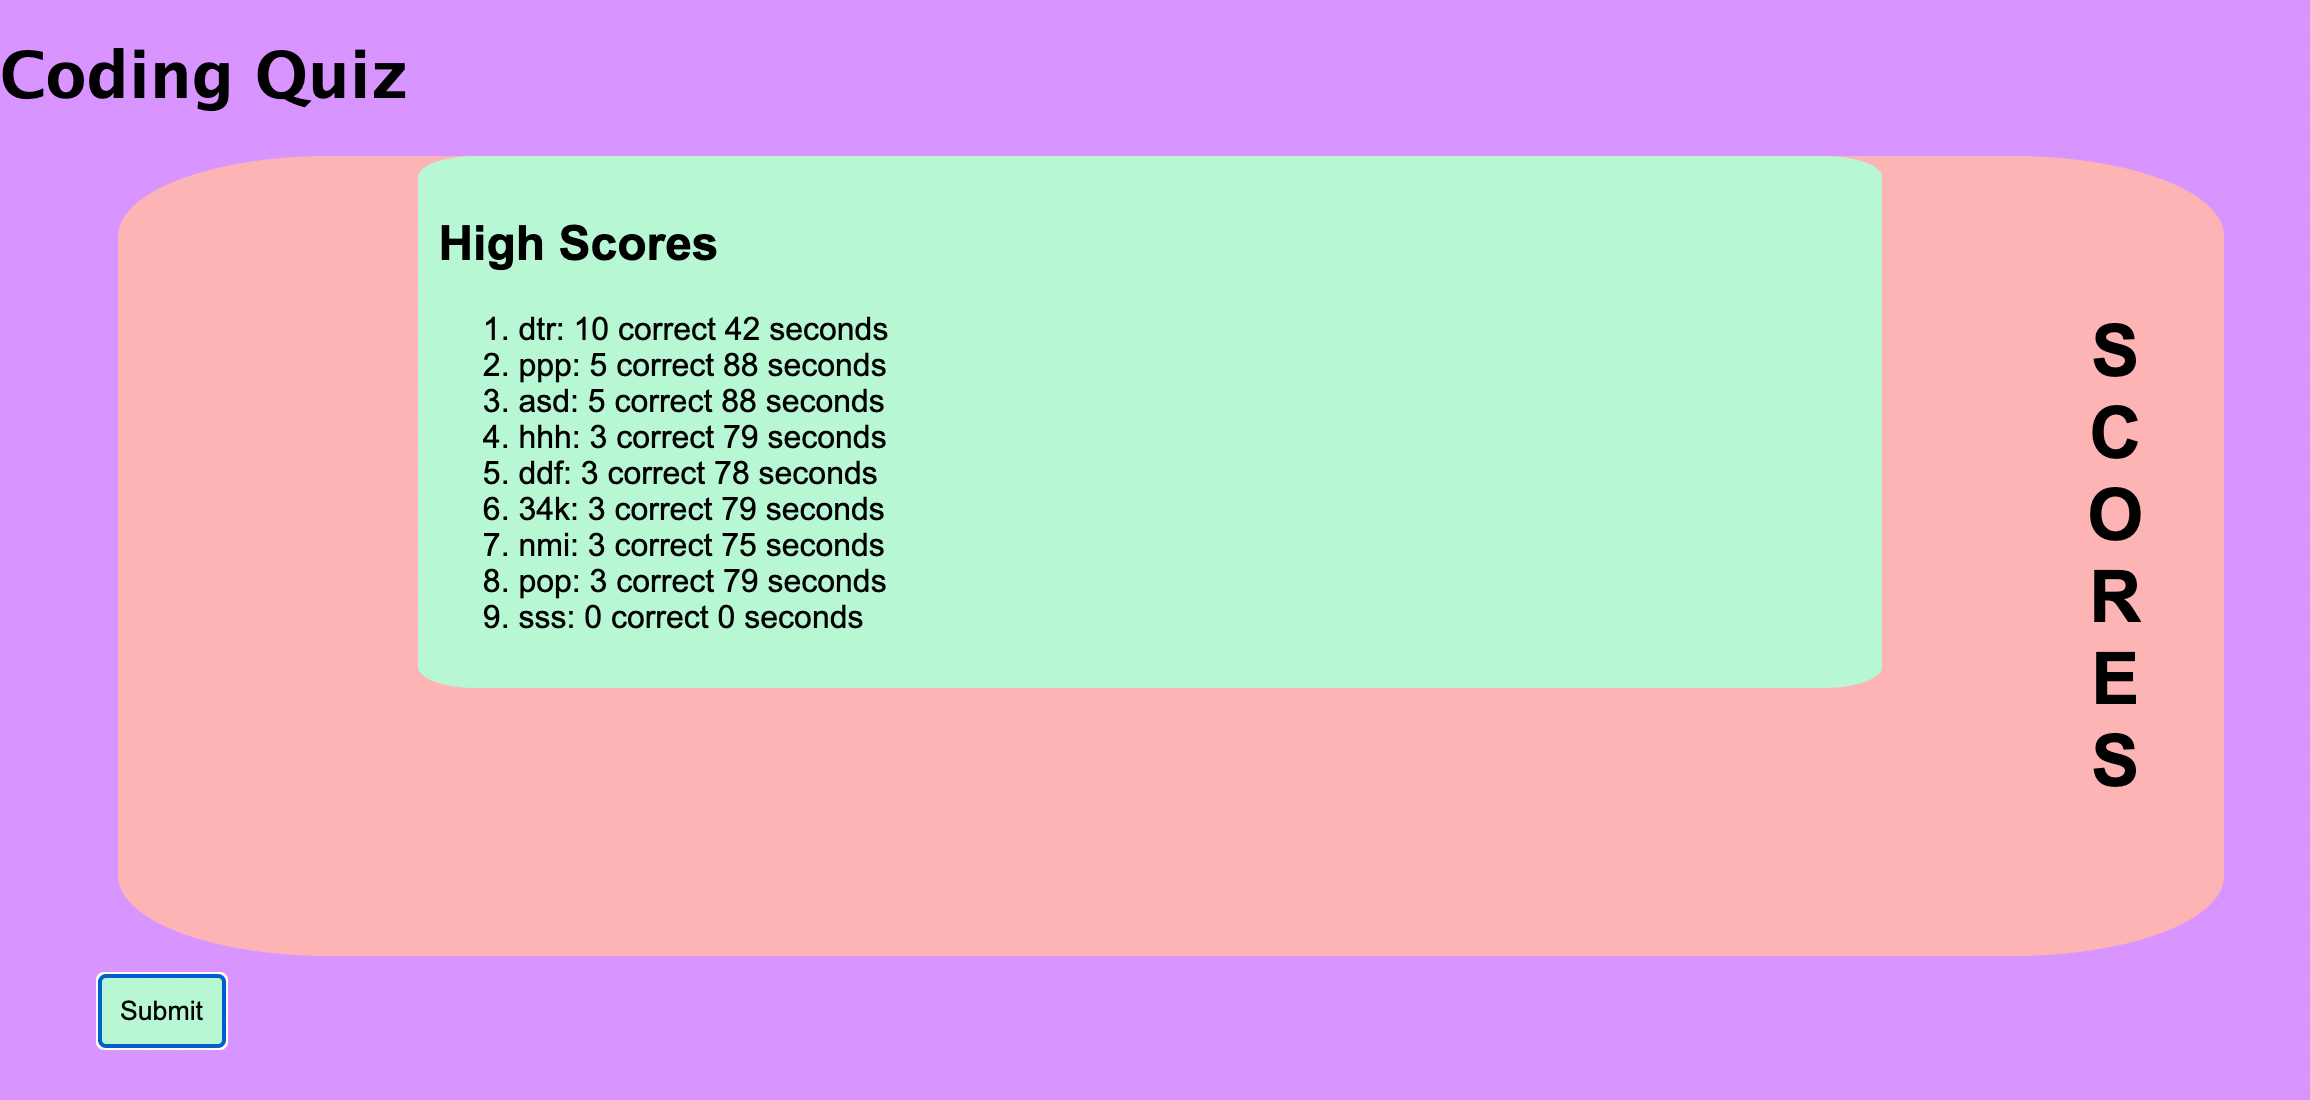 Coding Quiz
High Scores
1. dtr: 10 correct 42 seconds
2. ppp: 5 correct 88 seconds
3. asd: 5 correct 88 seconds
4. hhh: 3 correct 79 seconds
5. ddf: 3 correct 78 seconds
6. 34k: 3 correct 79 seconds
7. nmi: 3 correct 75 seconds
8. pop: 3 correct 79 seconds
9. sss: 0 correct 0 seconds
S
C
O
R
E
S
Submit